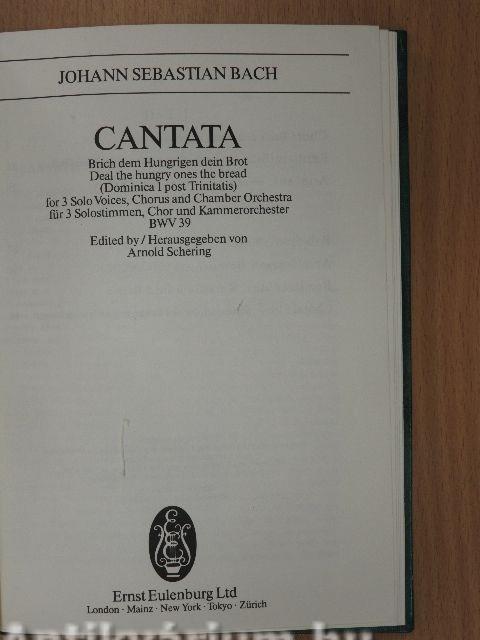 JOHANN SEBASTIAN BACH
CANTATA
Brich dem Hungrigen dein Brot
Deal the hungry ones the bread
(Dominica 1 post Trinitatis)
for 3 Solo Voices, Chorus and Chamber Orchestra
für 3 Solostimmen, Chor und Kammerorchester
BWV 39
Edited by / Herausgegeben von
Arnold Schering
Ernst Eulenburg Ltd
London · Mainz · New York · Tokyo · Zürich